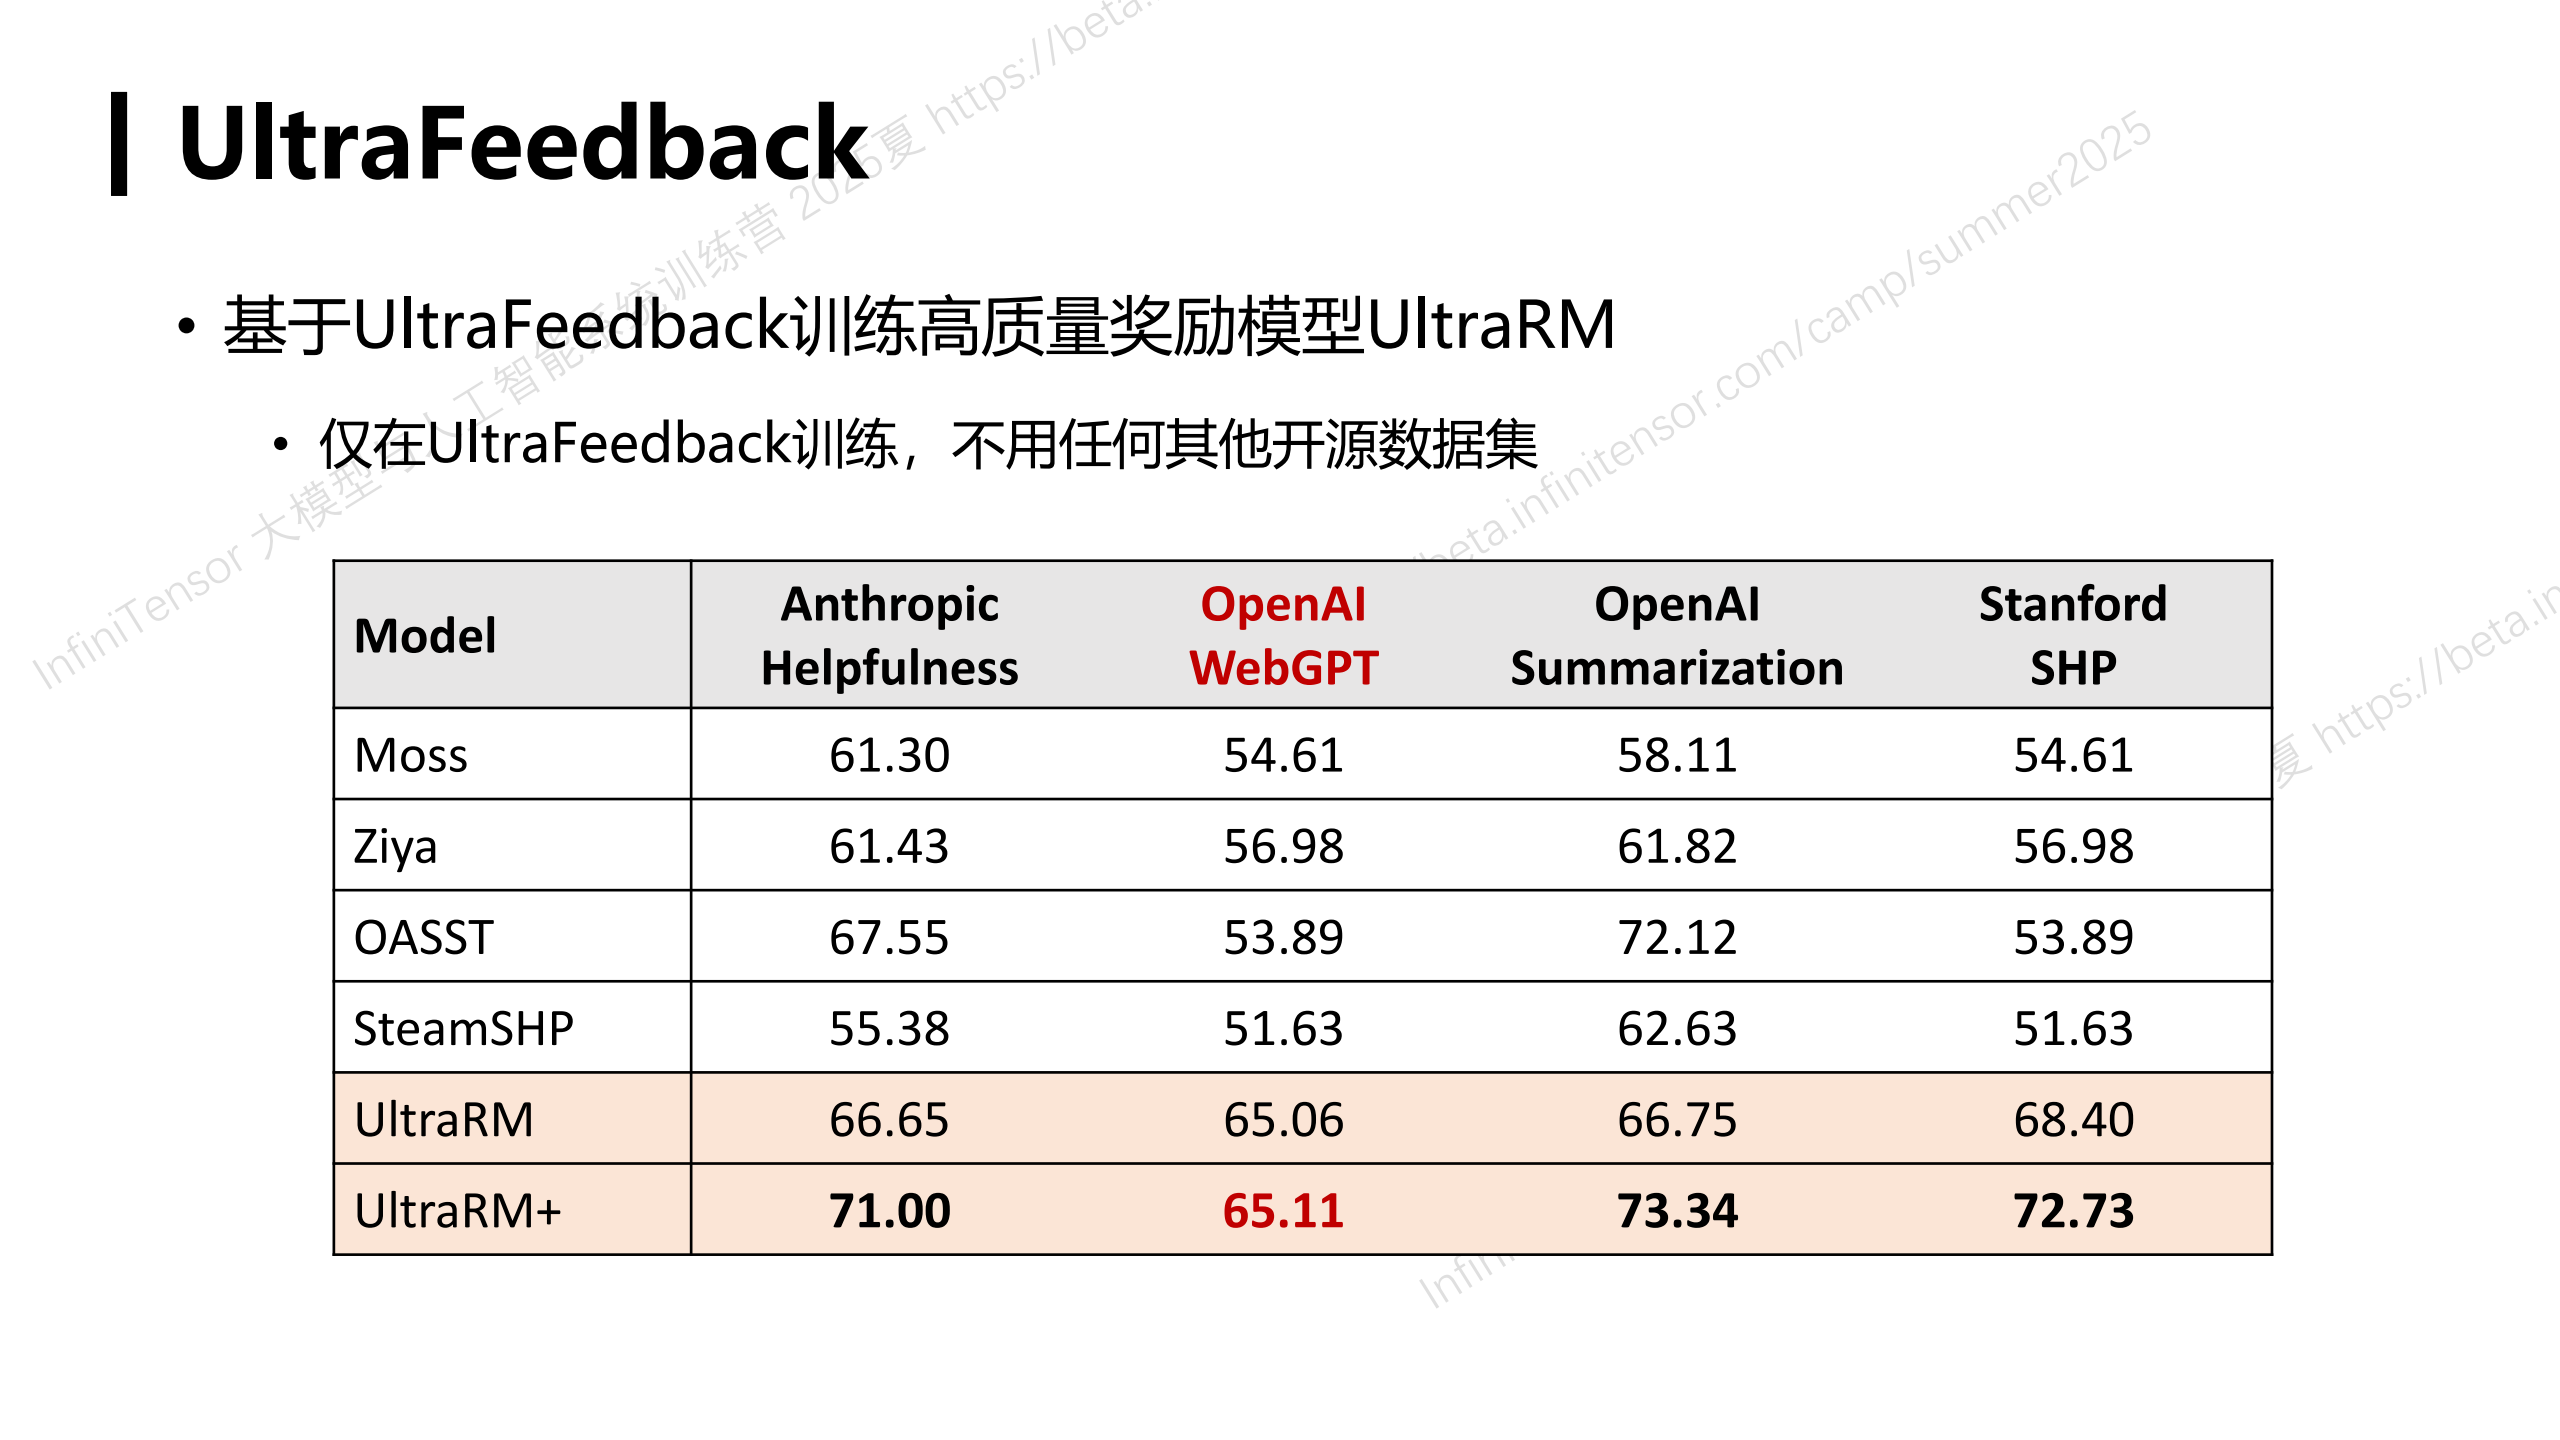 UltraFeedback
• 基于UltraFeedback训练高质量奖励模型UltraRM
• 仅在UltraFeedback训练，不用任何其他开源数据集
Model Anthropic Helpfulness OpenAI WebGPT OpenAI Summarization Stanford SHP
Moss 61.30 54.61 58.11 54.61
Ziya 61.43 56.98 61.82 56.98
OASST 67.55 53.89 72.12 53.89
SteamSHP 55.38 51.63 62.63 51.63
UltraRM 66.65 65.06 66.75 68.40
UltraRM+ 71.00 65.11 73.34 72.73
InfiniTensor 大模型与人工智能系统训练营 2025夏 https://beta.
/beta.infinitensor.com/camp/summer2025
夏 https://beta.in
Infini